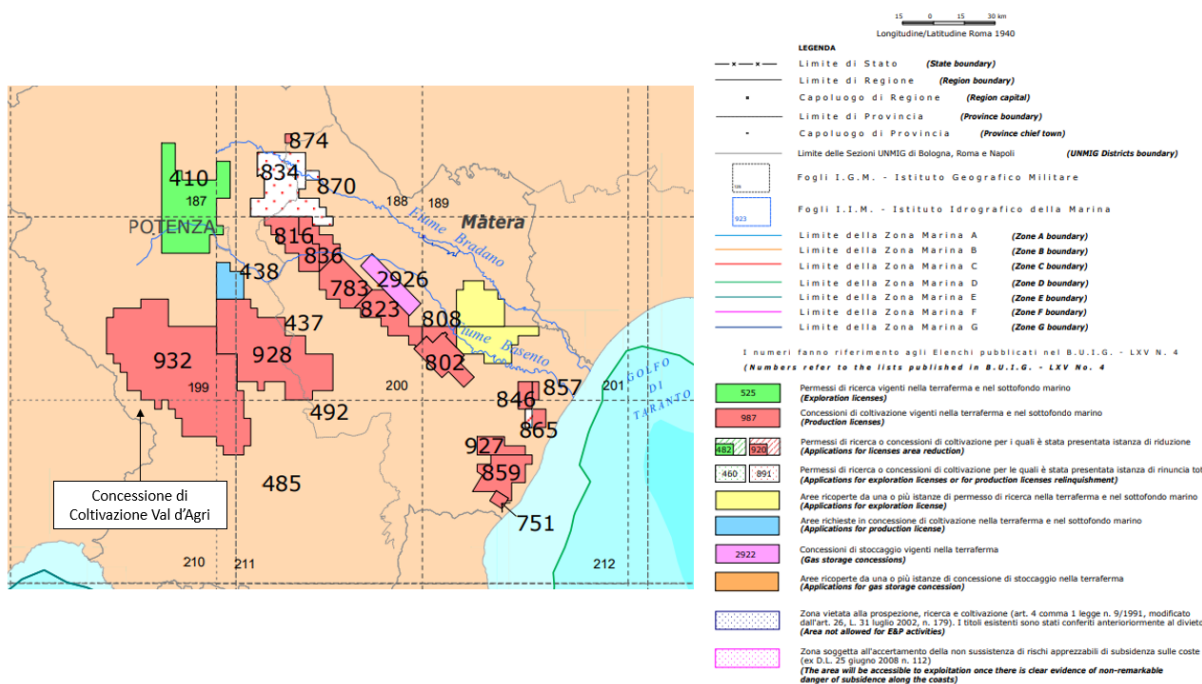 15 0 15 30 km
Longitudine/Latitudine Roma 1940
LEGENDA
Limite di Stato (State boundary)
Limite di Regione (Region boundary)
Capoluogo di Regione (Region capital)
Limite di Provincia (Province boundary)
Capoluogo di Provincia (Province chief town)
Limite delle Sezioni UNMIG di Bologna, Roma e Napoli (UNMIG Districts boundary)
Fogli I.G.M. - Istituto Geografico Militare
923
Fogli I.I.M. - Istituto Idrografico della Marina
Limite della Zona Marina A (Zone A boundary)
Limite della Zona Marina B (Zone B boundary)
Limite della Zona Marina C (Zone C boundary)
Limite della Zona Marina D (Zone D boundary)
Limite della Zona Marina E (Zone E boundary)
Limite della Zona Marina F (Zone F boundary)
Limite della Zona Marina G (Zone G boundary)
I numeri fanno riferimento agli Elenchi pubblicati nel B.U.I.G. - LXV N. 4
(Numbers refer to the lists published in B.U.I.G. - LXV No. 4
525
Permessi di ricerca vigenti nella terraferma e nel sottofondo marino
(Exploration licenses)
987
Concessioni di coltivazione vigenti nella terraferma e nel sottofondo marino
(Production licenses)
482 920
Permessi di ricerca o concessioni di coltivazione per i quali è stata presentata istanza di riduzione
(Applications for licenses area reduction)
460 891
Permessi di ricerca o concessioni di coltivazione per le quali è stata presentata istanza di rinuncia tot
(Applications for exploration licenses or for production licenses relinquishment)
Aree ricoperte da una o più istanze di permesso di ricerca nella terraferma e nel sottofondo marino
(Applications for exploration license)
Aree richieste in concessione di coltivazione nella terraferma e nel sottofondo marino
(Applications for production license)
2922
Concessioni di stoccaggio vigenti nella terraferma
(Gas storage concessions)
Aree ricoperte da una o più istanze di concessione di stoccaggio nella terraferma
(Applications for gas storage concession)
Zona vietata alla prospezione, ricerca e coltivazione (art. 4 comma 1 legge n. 9/1991, modificato
dall'art. 26, L. 31 luglio 2002, n. 179). I titoli esistenti sono stati conferiti anteriormente al divieto
(Area not allowed for E&P activities)
Zona soggetta all'accertamento della non sussistenza di rischi apprezzabili di subsidenza sulle coste
(ex D.L. 25 giugno 2008 n. 112)
(The area will be accessible to exploitation once there is clear evidence of non-remarkable
danger of subsidence along the coasts)
874
834
410
870
187
188
189
POTENZA
Matera
Fiume Bradano
816
836
438
783
2926
823
437
808
Fiume Basento
932
928
802
199
200
857
201
846
GOLFO
DI
TARANTO
492
865
927
859
485
751
210
211
212
Concessione di
Coltivazione Val d'Agri